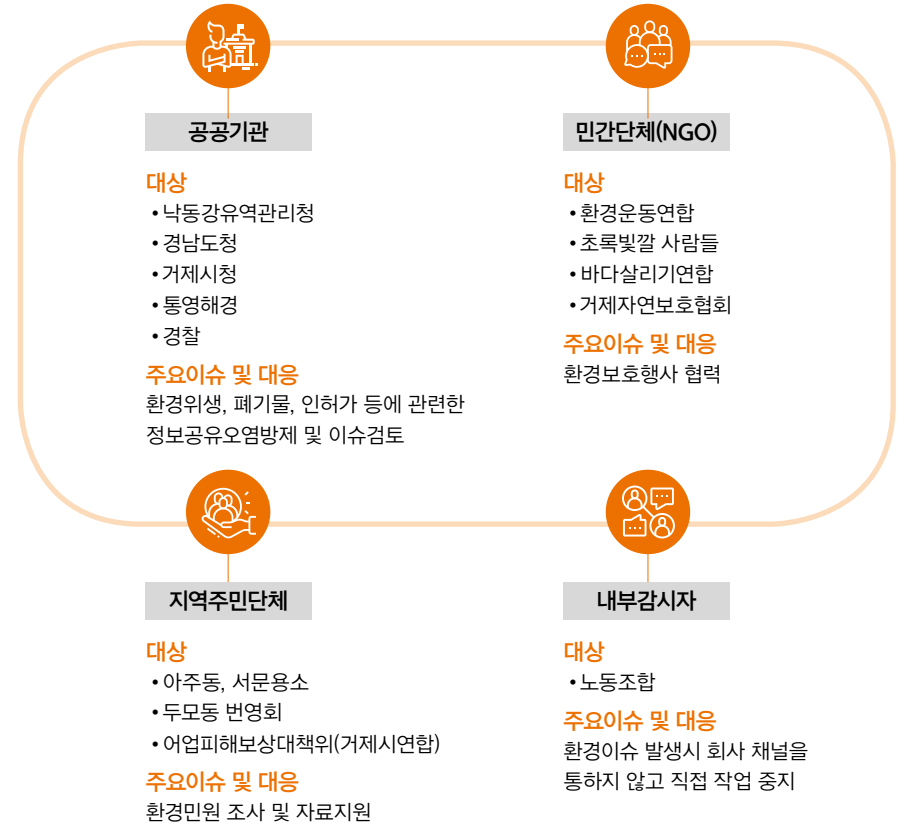 공공기관
대상
•낙동강유역관리청
•경남도청
•거제시청
•통영해경
•경찰
주요이슈 및 대응
환경위생, 폐기물, 인허가 등에 관련한
정보공유오염방제 및 이슈검토
민간단체(NGO)
대상
•환경운동연합
•초록빛깔 사람들
•바다살리기연합
•거제자연보호협회
주요이슈 및 대응
환경보호행사 협력
지역주민단체
대상
•아주동, 서문용소
•두모동 번영회
•어업피해보상대책위(거제시연합)
주요이슈 및 대응
환경민원 조사 및 자료지원
내부감시자
대상
•노동조합
주요이슈 및 대응
환경이슈 발생시 회사 채널을
통하지 않고 직접 작업 중지